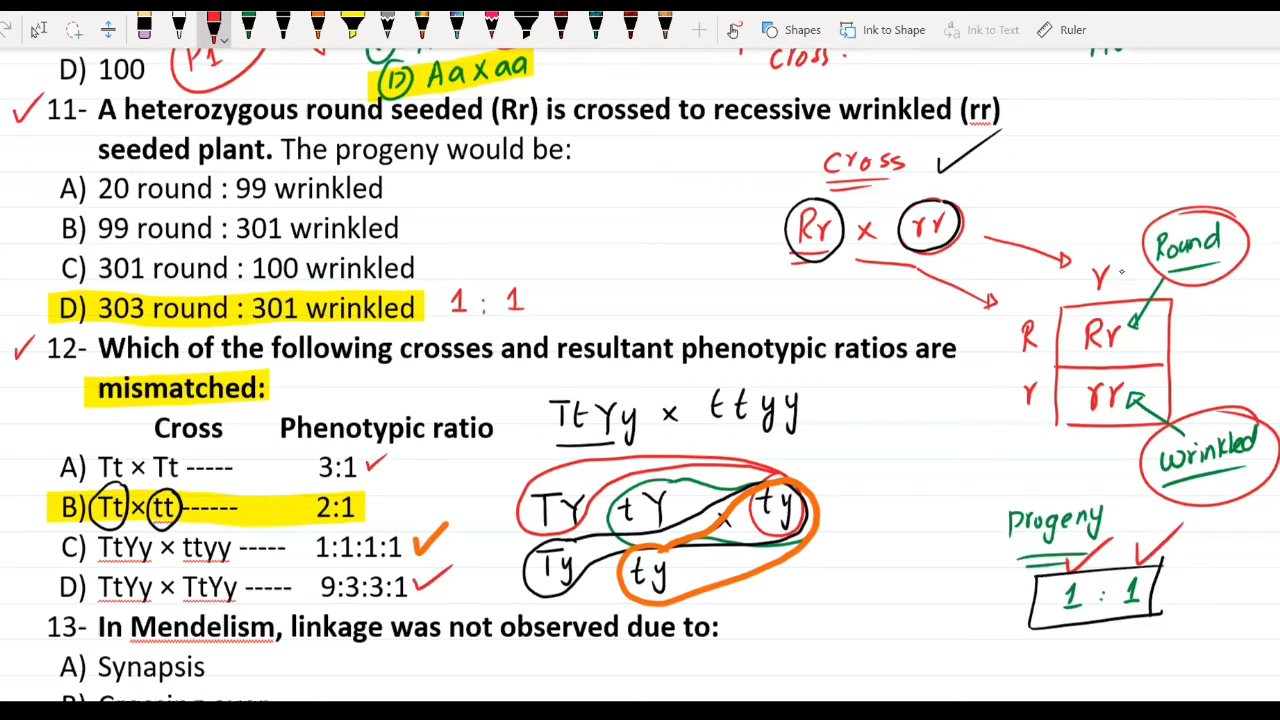 Shapes Ink to Shape Ink to Text Ruler
P1
D) 100
(D) Aa x aa
Cross.
11- A heterozygous round seeded (Rr) is crossed to recessive wrinkled (rr)
seeded plant. The progeny would be:
A) 20 round : 99 wrinkled
B) 99 round : 301 wrinkled
C) 301 round : 100 wrinkled
D) 303 round : 301 wrinkled 1 : 1
Cross
Rr x rr
Round
r
R Rr
r rr
Wrinkled
Progeny
1 : 1
12- Which of the following crosses and resultant phenotypic ratios are
mismatched:
Cross Phenotypic ratio
A) Tt × Tt ----- 3:1
B) Tt × tt------ 2:1
C) TtYy × ttyy ----- 1:1:1:1
D) TtYy × TtYy ----- 9:3:3:1
TtYy x ttyy
TY tY x ty
Ty ty
13- In Mendelism, linkage was not observed due to:
A) Synapsis